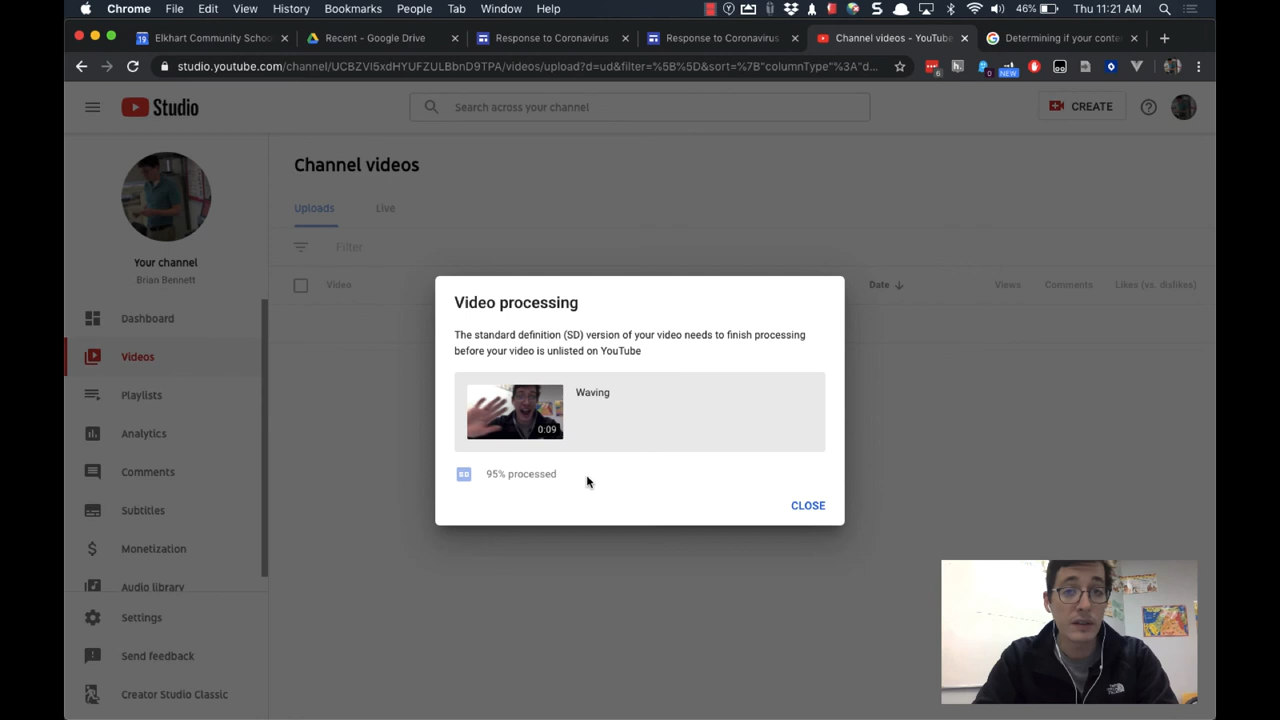 Chrome File Edit View History Bookmarks People Tab Window Help 46% Thu 11:21 AM
Elkhart Community Schoo Recent - Google Drive Response to Coronavirus Response to Coronavirus Channel videos - YouTube Determining if your conte
studio.youtube.com/channel/UCBZVl5xdHYUFZULBbnD9TPA/videos/upload?d=ud&filter=%5B%5D&sort=%7B"columnType"%3A"d... 6 0 NEW
Studio
Search across your channel
CREATE
Channel videos
Uploads Live
Filter
Your channel
Brian Bennett
Video Date Views Comments Likes (vs. dislikes)
Dashboard
Videos
Playlists
Analytics
Comments
Subtitles
Monetization
Audio library
Settings
Send feedback
Creator Studio Classic
Video processing
The standard definition (SD) version of your video needs to finish processing
before your video is unlisted on YouTube
Waving
0:09
95% processed
CLOSE